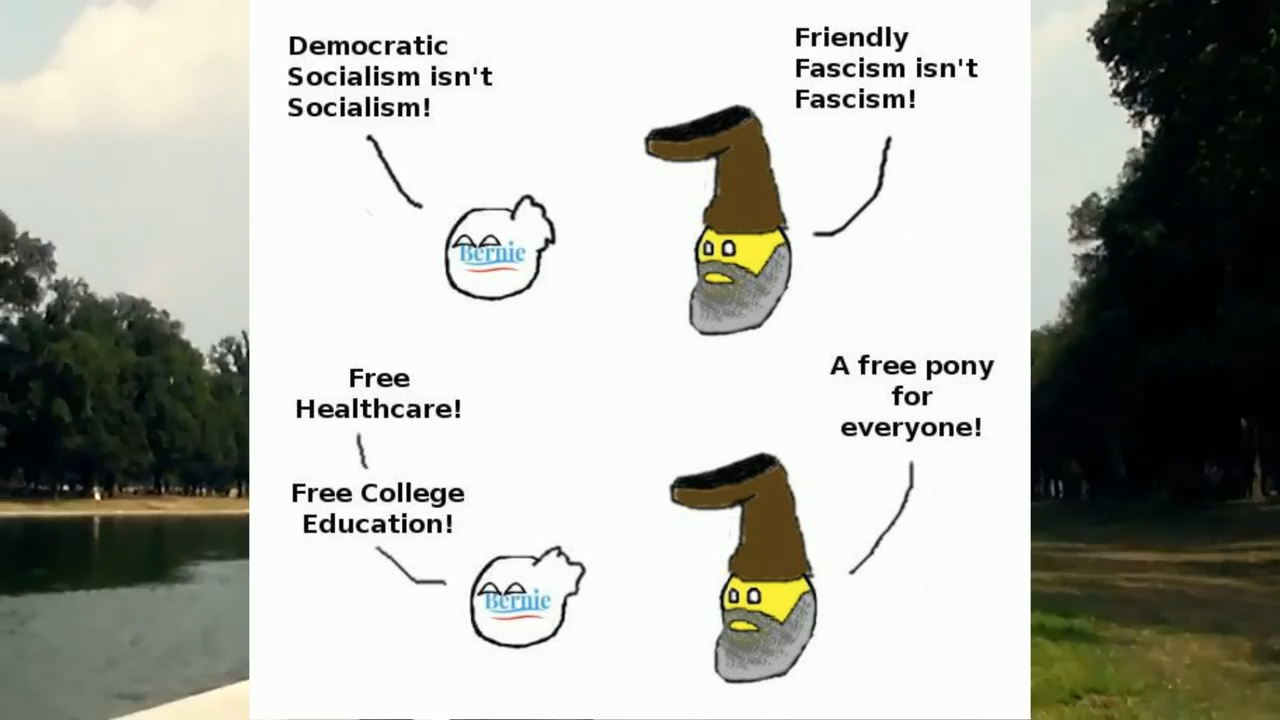 Democratic
Socialism isn't
Socialism!
Friendly
Fascism isn't
Fascism!
Bernie
Free
Healthcare!
A free pony
for
everyone!
Free College
Education!
Bernie